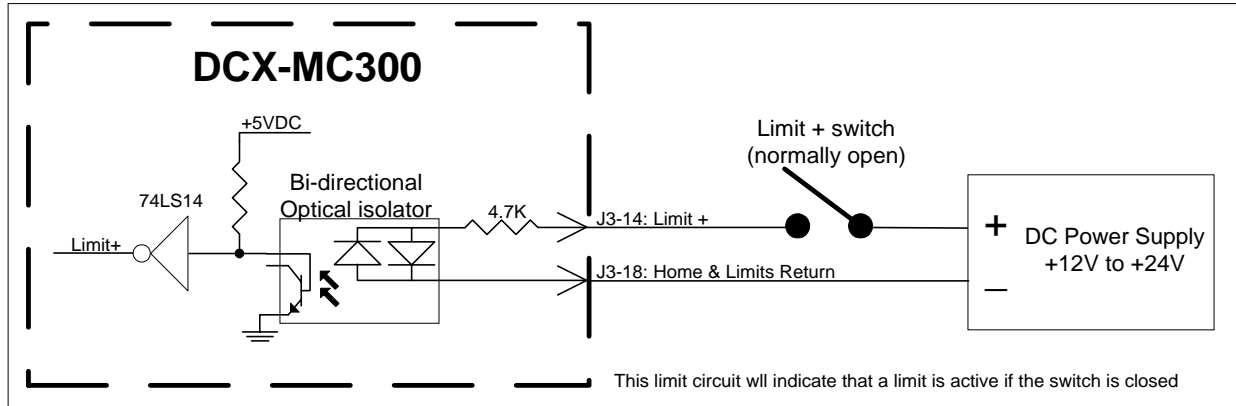 DCX-MC300
+5VDC
Bi-directional
Optical isolator
74LS14
4.7K
Limit+
J3-14: Limit +
J3-18: Home & Limits Return
Limit + switch
(normally open)
+
DC Power Supply
+12V to +24V
–
This limit circuit wll indicate that a limit is active if the switch is closed